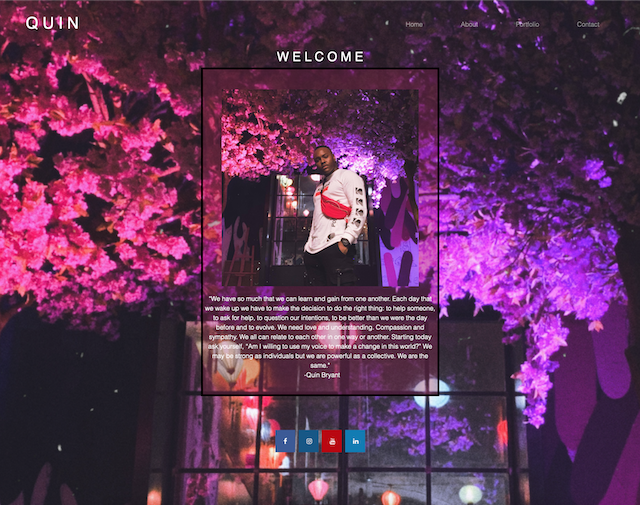 QUIN
Home About Portfolio Contact
WELCOME
"We have so much that we can learn and gain from one another. Each day that
we wake up we have to make the decision to do the right thing: to help someone,
to ask for help, to question our intentions, to be better than we were the day
before and to evolve. We need love and understanding. Compassion and
sympathy. We all can relate to each other in one way or another. Starting today
ask yourself, "Am I willing to use my voice to make a change in this world?" We
may be strong as individuals but we are powerful as a collective. We are the
same."
-Quin Bryant